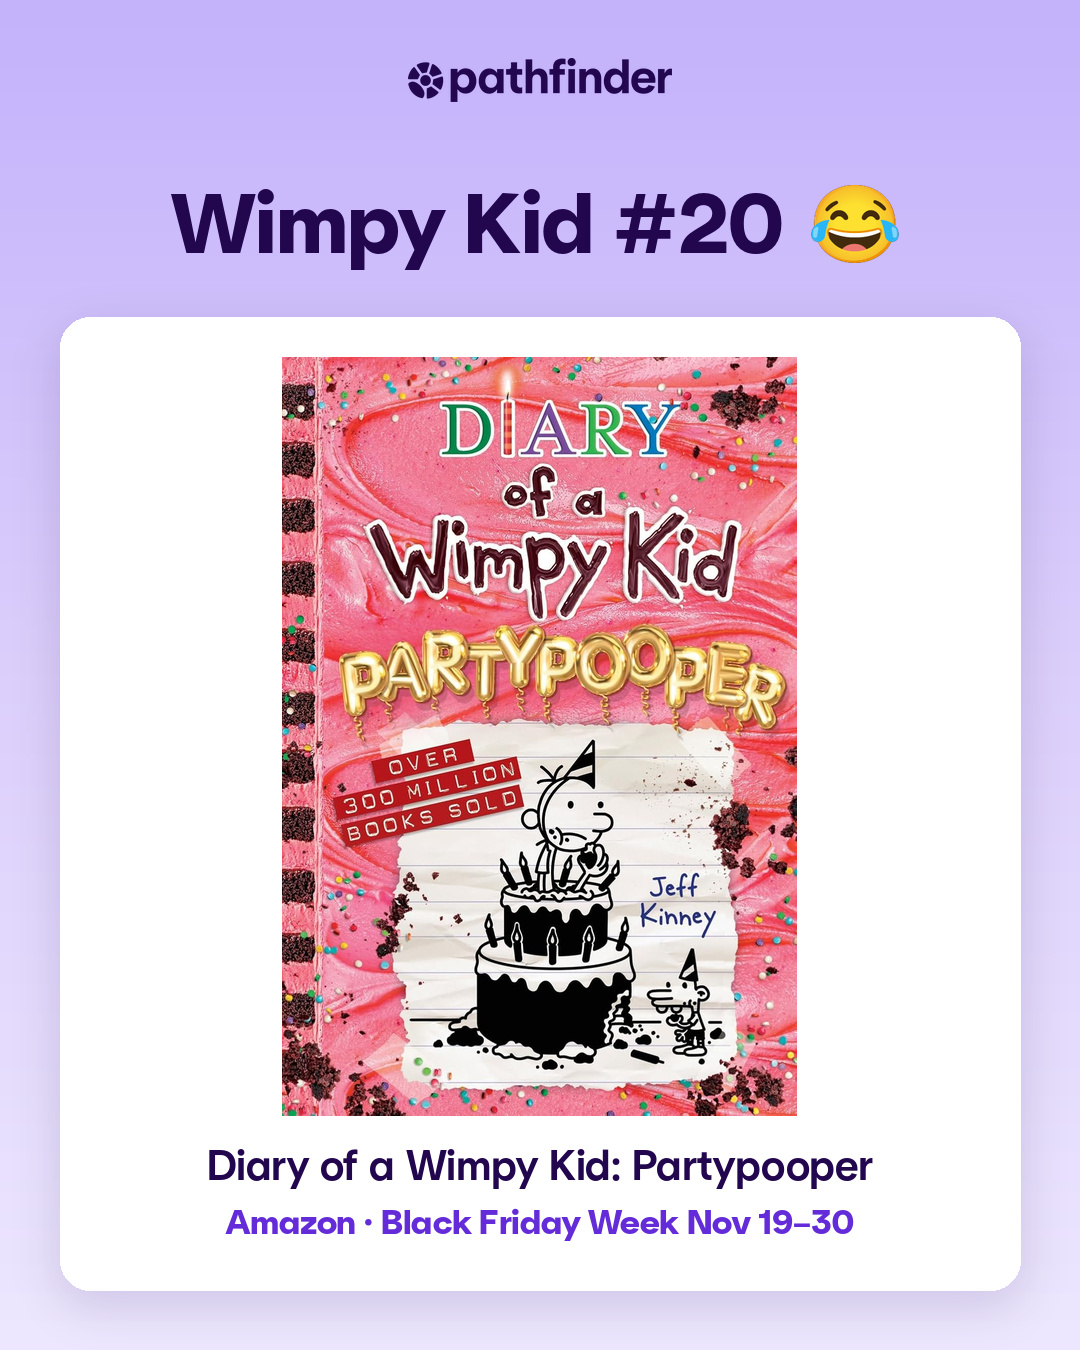 pathfinder
Wimpy Kid #20 😂
DIARY
of a
Wimpy Kid
PARTYPOOPER
OVER
300 MILLION
BOOKS SOLD
Jeff
Kinney
Diary of a Wimpy Kid: Partypooper
Amazon · Black Friday Week Nov 19–30